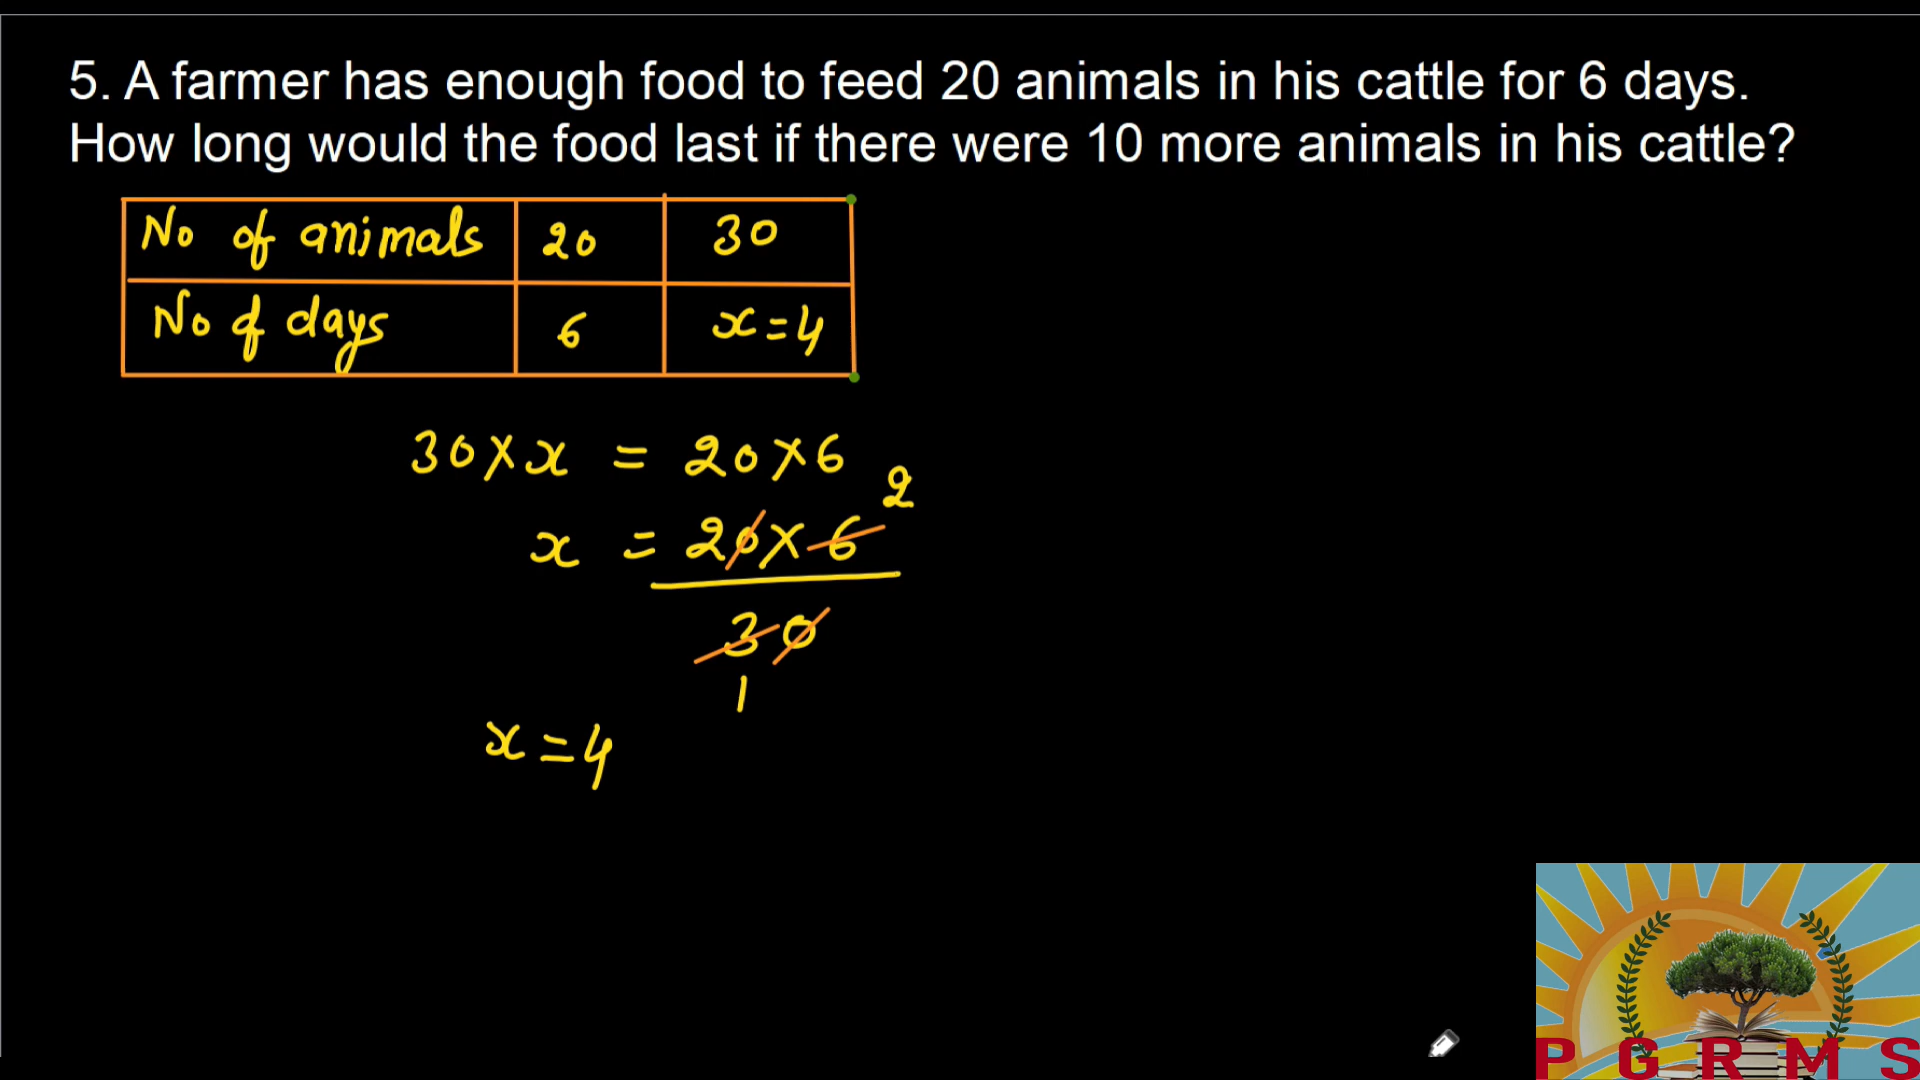 5. A farmer has enough food to feed 20 animals in his cattle for 6 days.
How long would the food last if there were 10 more animals in his cattle?
No of animals 20 30
No of days 6 x=4
30×x = 20×6
2
x = 20×6
30
1
x=4
P G R M S